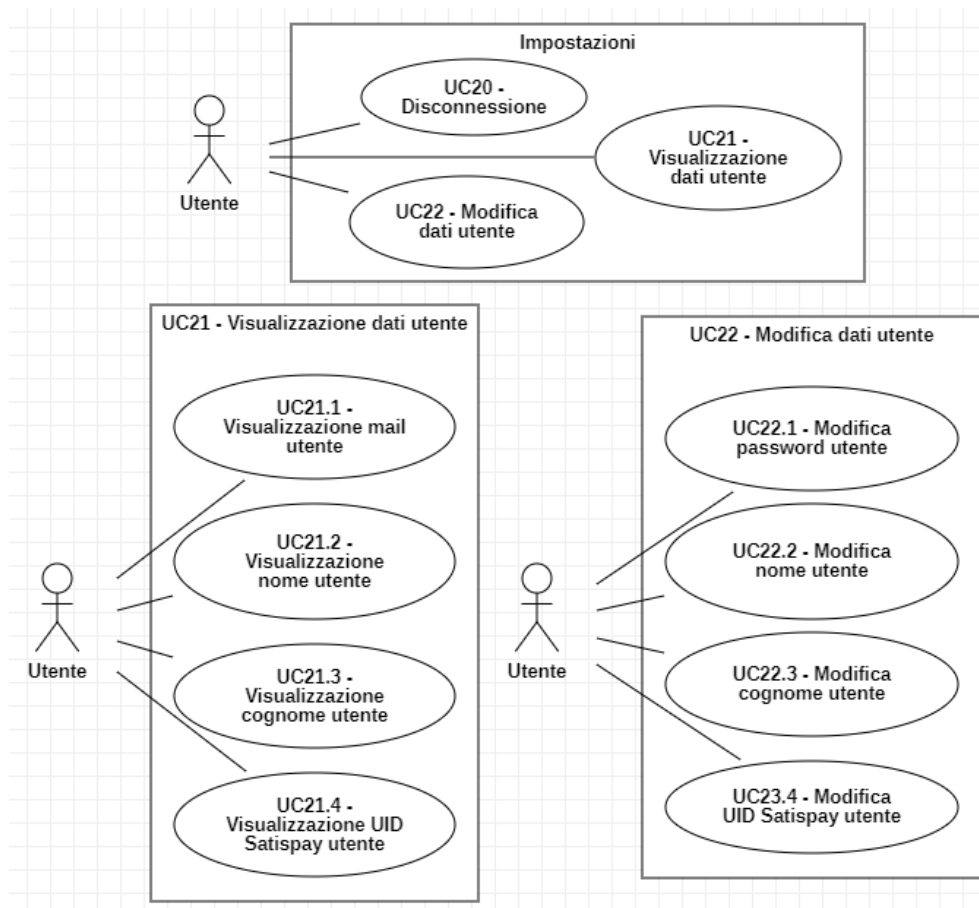 Impostazioni
UC20 -
Disconnessione
UC21 -
Visualizzazione
dati utente
Utente
UC22 - Modifica
dati utente
UC21 - Visualizzazione dati utente
UC21.1 -
Visualizzazione mail
utente
UC21.2 -
Visualizzazione
nome utente
Utente
UC21.3 -
Visualizzazione
cognome utente
UC21.4 -
Visualizzazione UID
Satispay utente
UC22 - Modifica dati utente
UC22.1 - Modifica
password utente
UC22.2 - Modifica
nome utente
Utente
UC22.3 - Modifica
cognome utente
UC23.4 - Modifica
UID Satispay utente